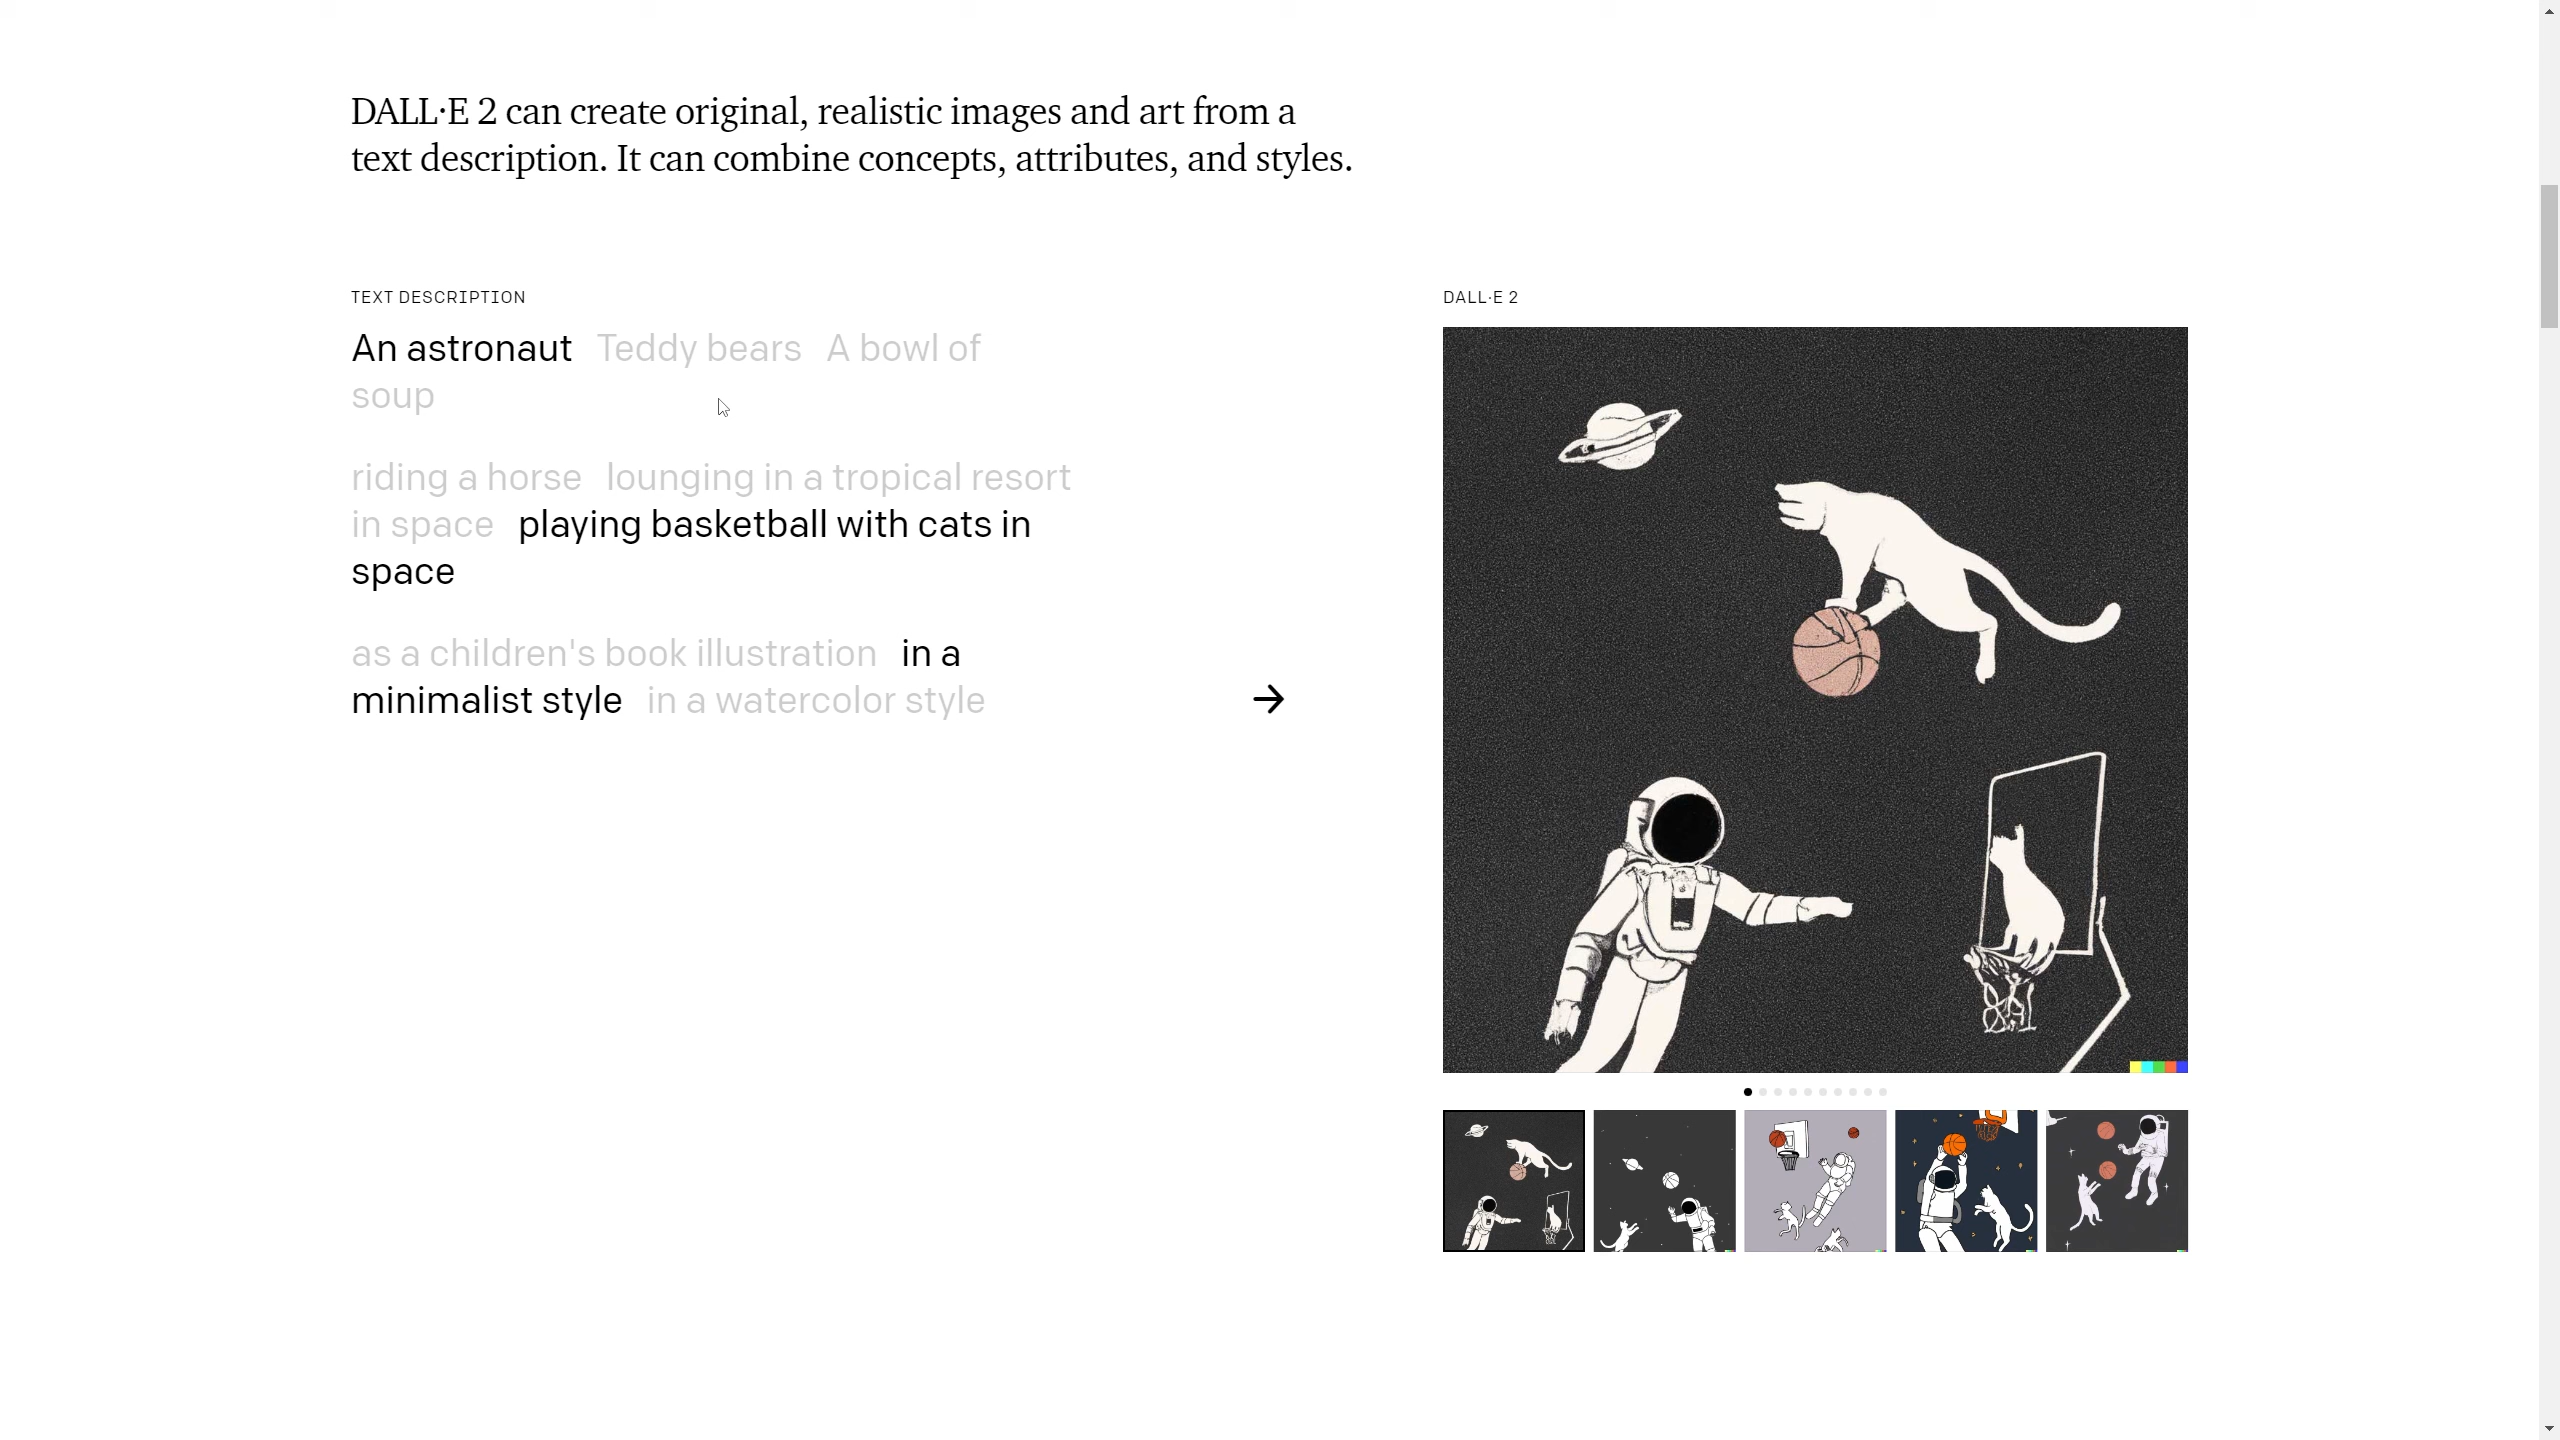 DALL·E 2 can create original, realistic images and art from a
text description. It can combine concepts, attributes, and styles.
TEXT DESCRIPTION
An astronaut Teddy bears A bowl of
soup
riding a horse lounging in a tropical resort
in space playing basketball with cats in
space
as a children's book illustration in a
minimalist style in a watercolor style
DALL·E 2